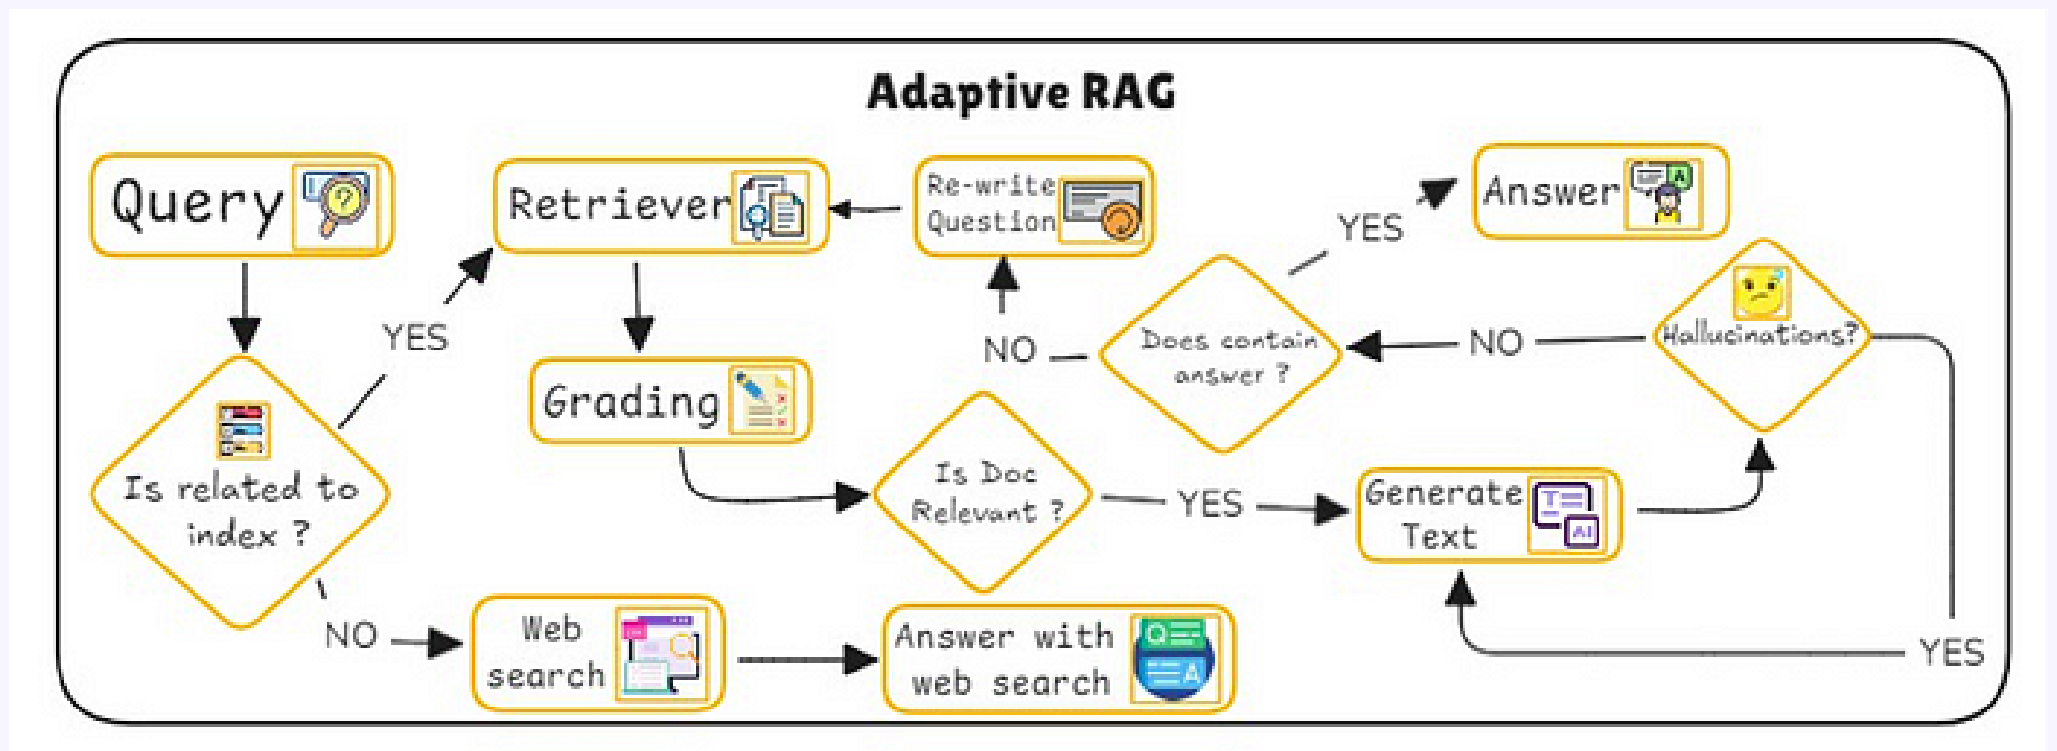 Adaptive RAG
Query
Retriever
Re-write
Question
YES
Answer
YES
NO
Does contain
answer ?
NO
Hallucinations?
Grading
Is related to
index ?
Is Doc
Relevant ?
YES
Generate
Text
NO
Web
search
Answer with
web search
YES